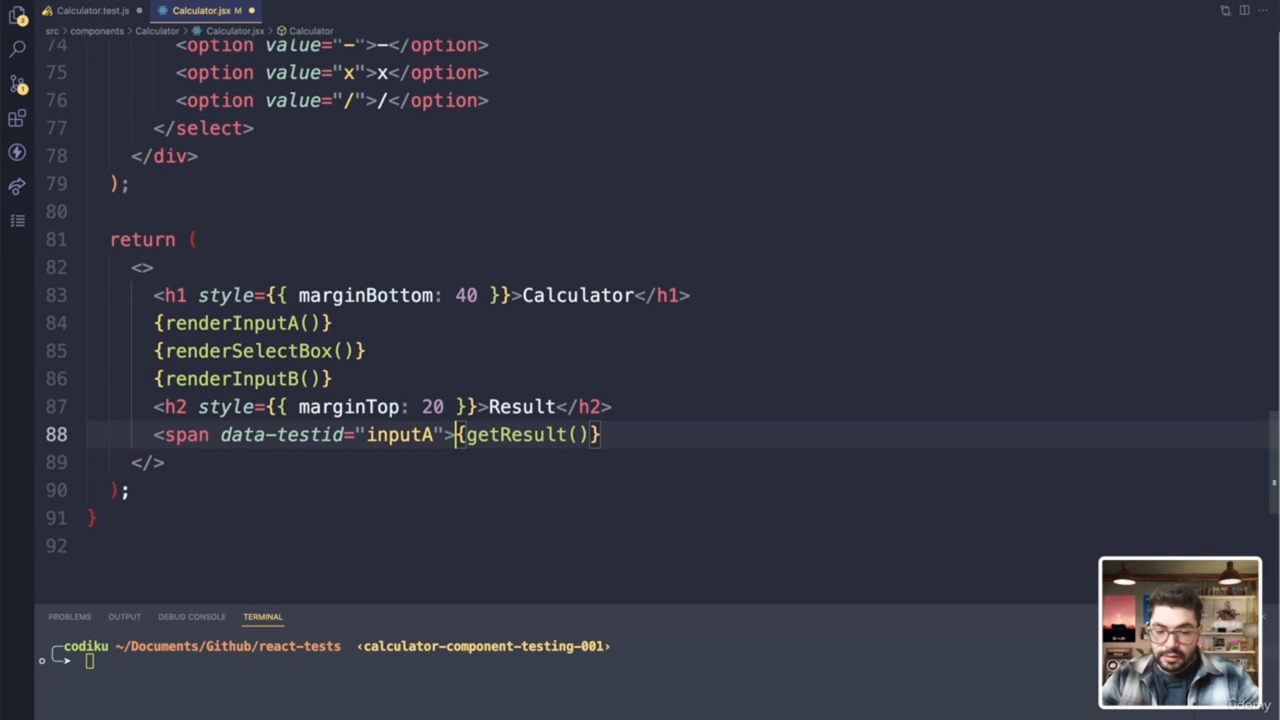 Calculator.test.js
Calculator.jsx M
src > components > Calculator > Calculator.jsx > Calculator
74 <option value="-">-</option>
75 <option value="x">x</option>
76 <option value="/">/</option>
77 </select>
78 </div>
79 );
80
81 return (
82 <>
83 <h1 style={{ marginBottom: 40 }}>Calculator</h1>
84 {renderInputA()}
85 {renderSelectBox()}
86 {renderInputB()}
87 <h2 style={{ marginTop: 20 }}>Result</h2>
88 <span data-testid="inputA">{getResult()}
89 </>
90 );
91 }
92
PROBLEMS OUTPUT DEBUG CONSOLE TERMINAL
codiku ~/Documents/Github/react-tests ‹calculator-component-testing-001›
2
1
udemy